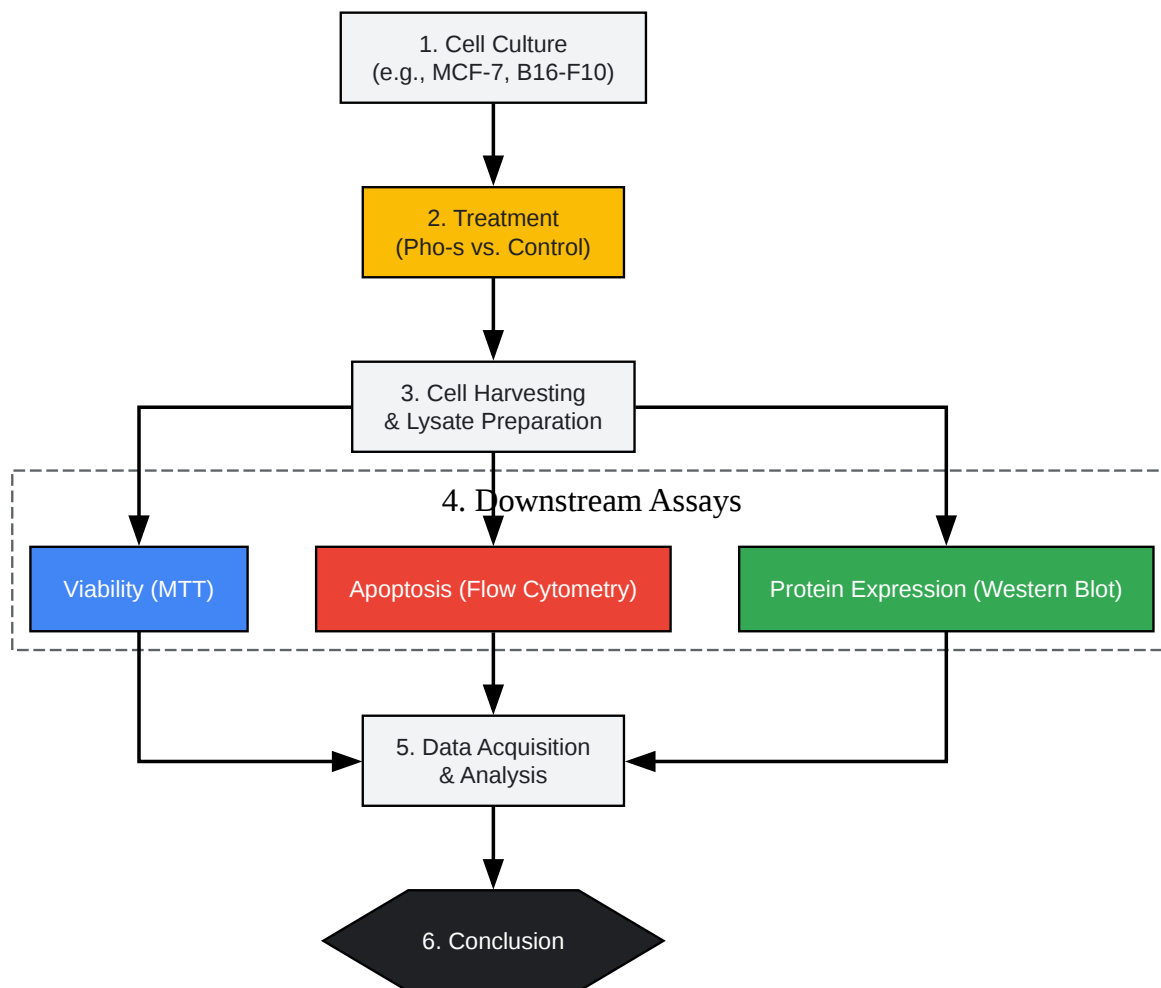 1. Cell Culture
(e.g., MCF-7, B16-F10)
2. Treatment
(Pho-s vs. Control)
3. Cell Harvesting
& Lysate Preparation
4. Downstream Assays
Viability (MTT)
Apoptosis (Flow Cytometry)
Protein Expression (Western Blot)
5. Data Acquisition
& Analysis
6. Conclusion